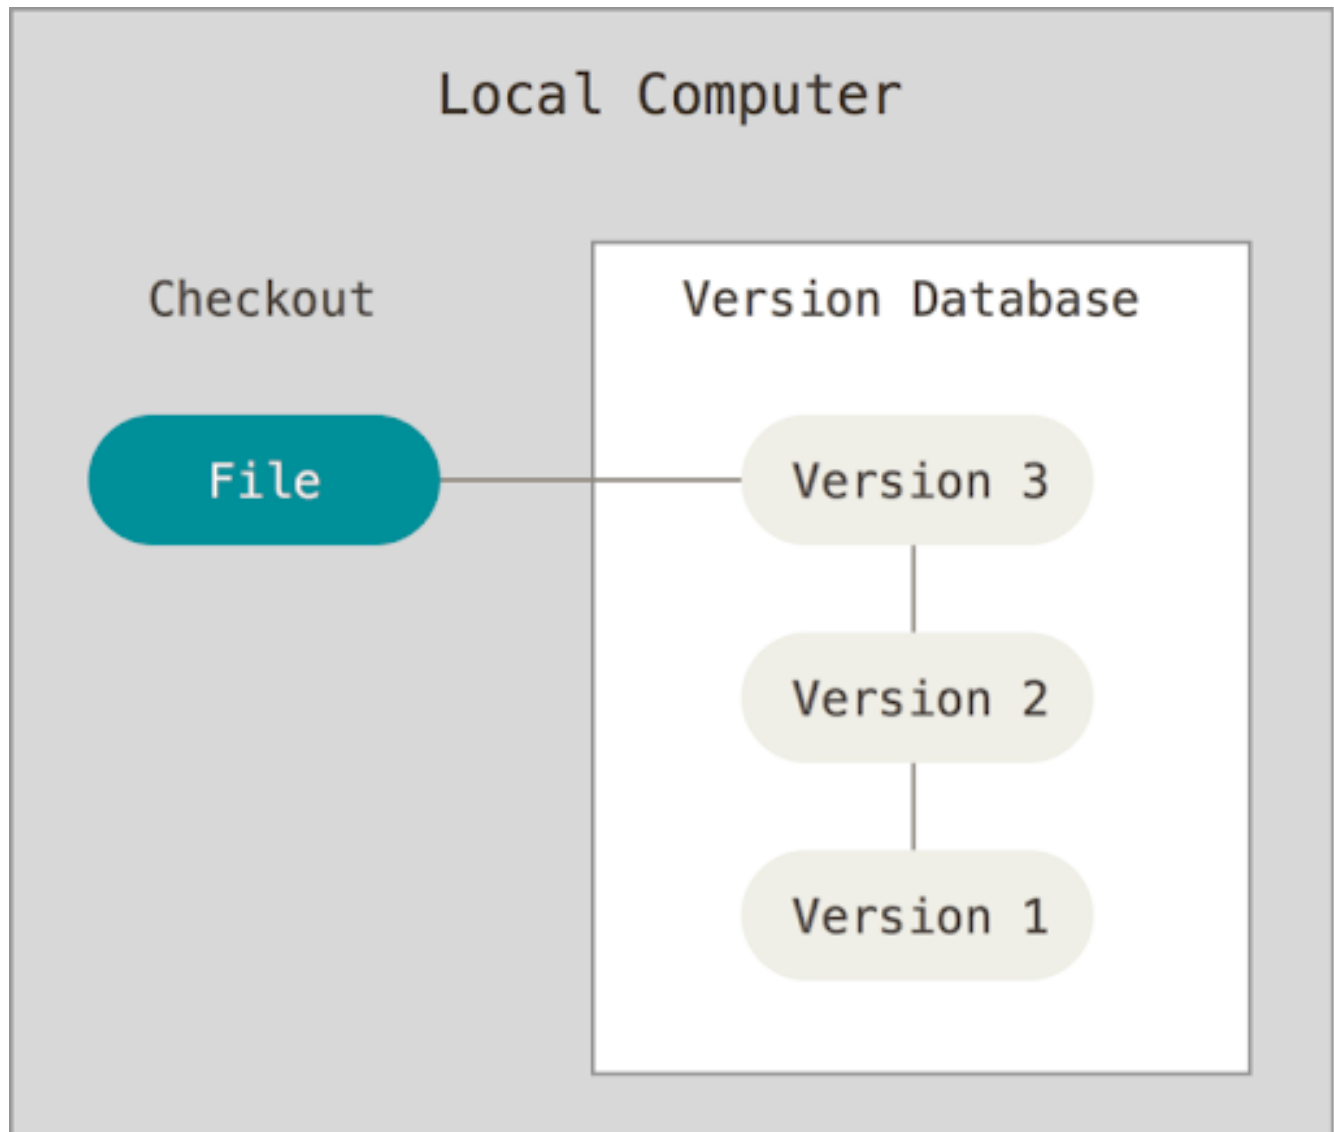 Local Computer
Checkout
Version Database
File
Version 3
Version 2
Version 1